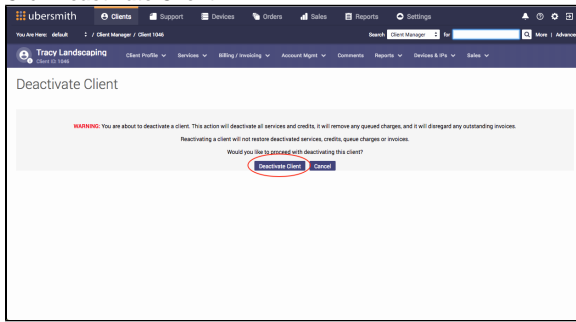 ubersmith Clients Support Devices Orders Sales Reports Settings
You Are Here: default / Client Manager / Client 1046 Search Client Manager for More | Advance
Tracy Landscaping Client Profile Services Billing / Invoicing Account Mgmt Comments Reports Devices & IPs Sales
Client ID: 1046
Deactivate Client
WARNING: You are about to deactivate a client. This action will deactivate all services and credits, it will remove any queued charges, and it will disregard any outstanding invoices.
Reactivating a client will not restore deactivated services, credits, queue charges or invoices.
Would you like to proceed with deactivating this client?
Deactivate Client Cancel